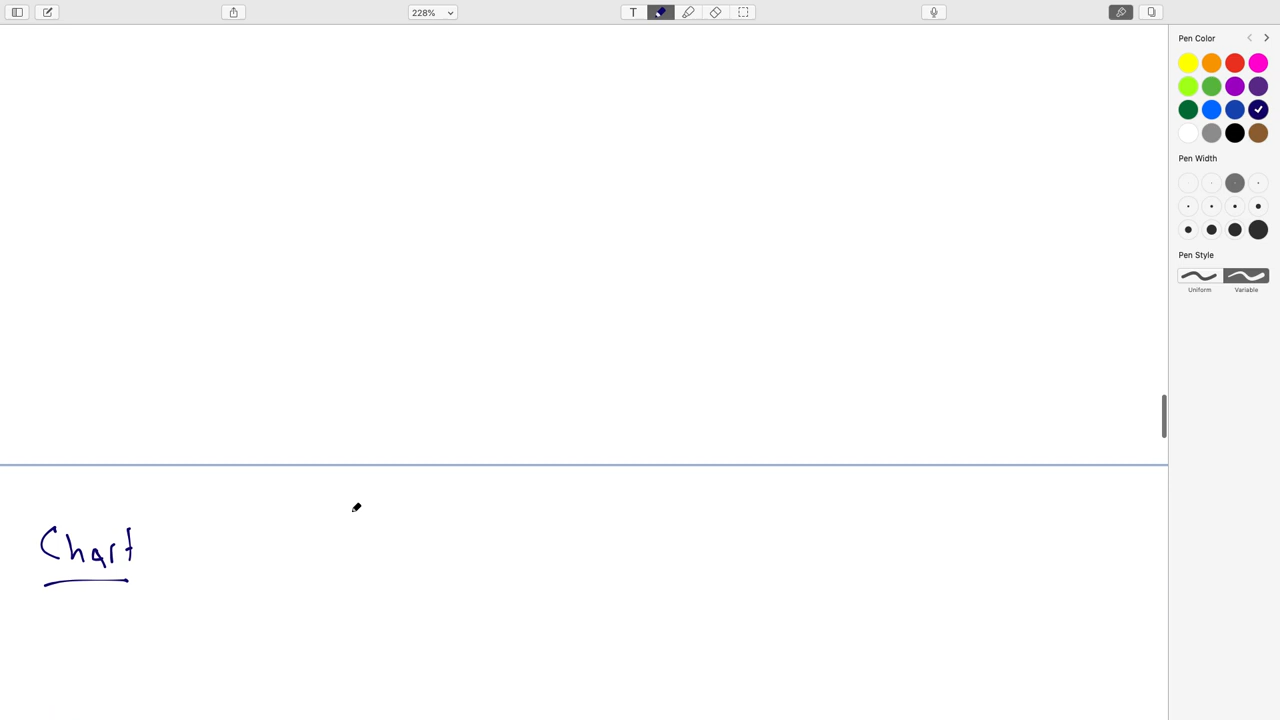 228%
T
Pen Color
Pen Width
Pen Style
Uniform
Variable
Chart